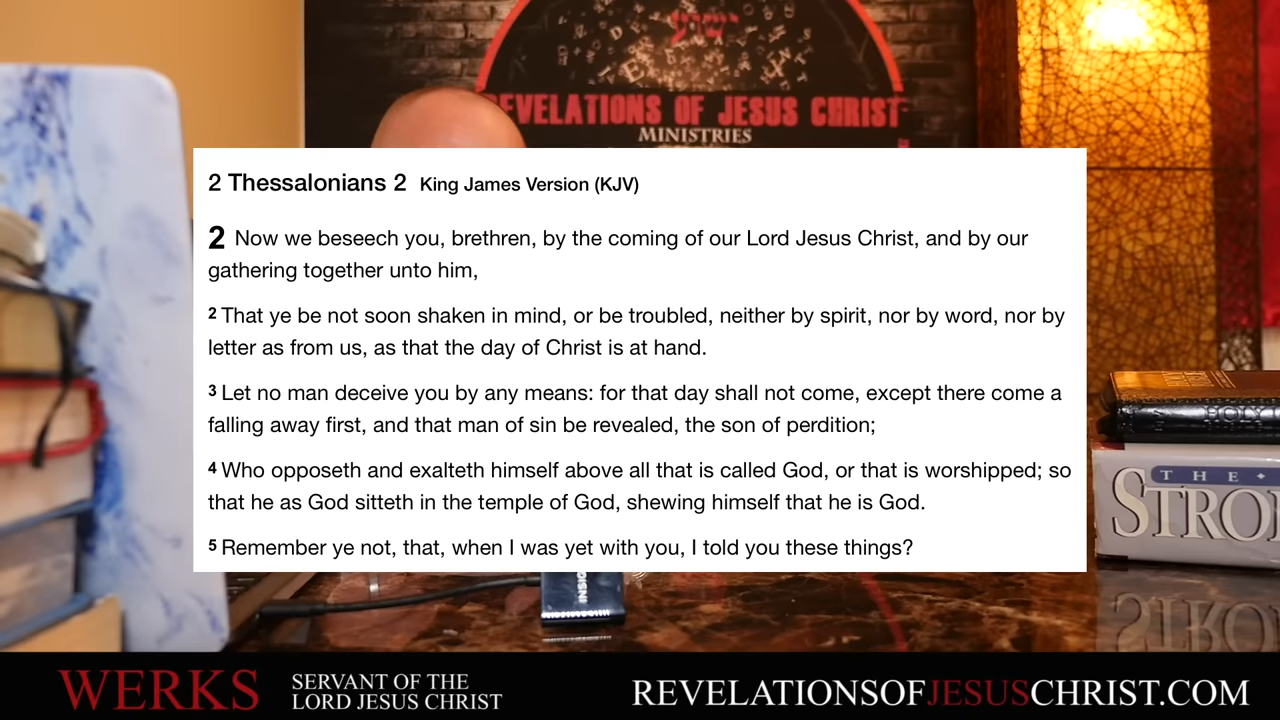 ישוע
REVELATIONS OF JESUS CHRIST
MINISTRIES
2 Thessalonians 2 King James Version (KJV)
2 Now we beseech you, brethren, by the coming of our Lord Jesus Christ, and by our
gathering together unto him,
2 That ye be not soon shaken in mind, or be troubled, neither by spirit, nor by word, nor by
letter as from us, as that the day of Christ is at hand.
3 Let no man deceive you by any means: for that day shall not come, except there come a
falling away first, and that man of sin be revealed, the son of perdition;
4 Who opposeth and exalteth himself above all that is called God, or that is worshipped; so
that he as God sitteth in the temple of God, shewing himself that he is God.
5 Remember ye not, that, when I was yet with you, I told you these things?
HOLY
THE
STRO
INSIG
WERKS
SERVANT OF THE
LORD JESUS CHRIST
REVELATIONSOFJESUSCHRIST.COM